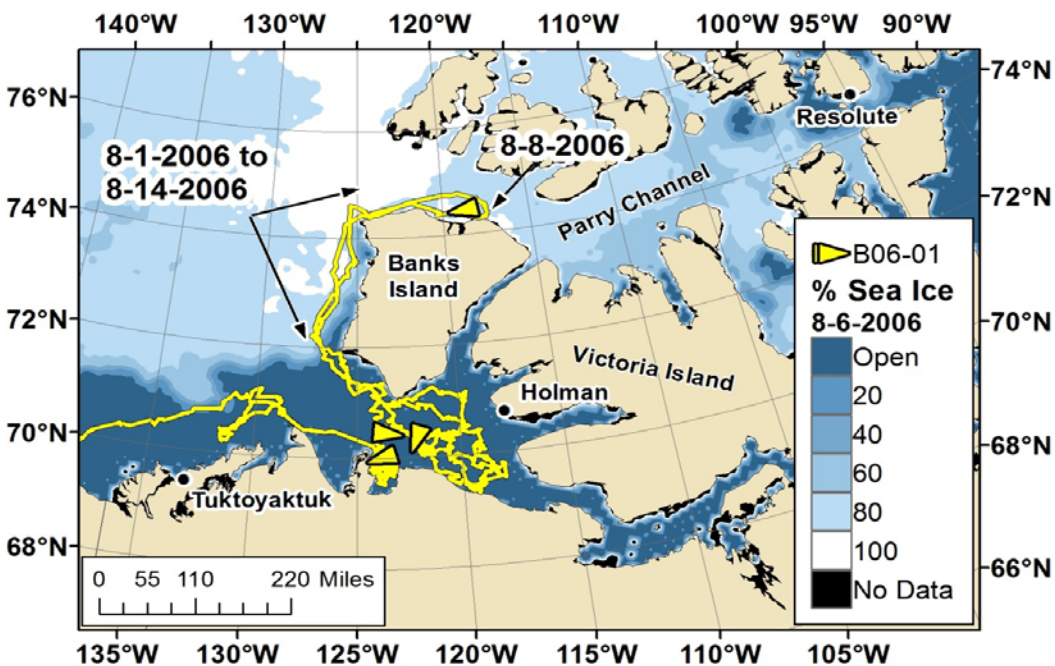 140°W 130°W 120°W 110°W 100°W 95°W 90°W
76°N
74°N
72°N
70°N
68°N
74°N
72°N
70°N
68°N
66°N
8-1-2006 to
8-14-2006
8-8-2006
Resolute
Parry Channel
Banks
Island
Victoria Island
Holman
Tuktoyaktuk
B06-01
% Sea Ice
8-6-2006
Open
20
40
60
80
100
No Data
0 55 110 220 Miles
135°W 130°W 125°W 120°W 115°W 110°W 105°W